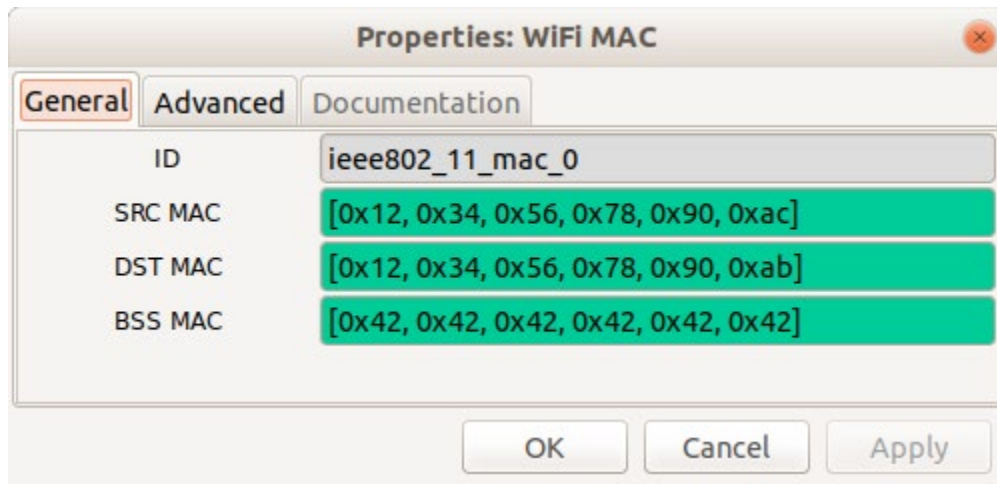 Properties: WiFi MAC
General Advanced Documentation
ID ieee802_11_mac_0
SRC MAC [0x12, 0x34, 0x56, 0x78, 0x90, 0xac]
DST MAC [0x12, 0x34, 0x56, 0x78, 0x90, 0xab]
BSS MAC [0x42, 0x42, 0x42, 0x42, 0x42, 0x42]
OK Cancel Apply